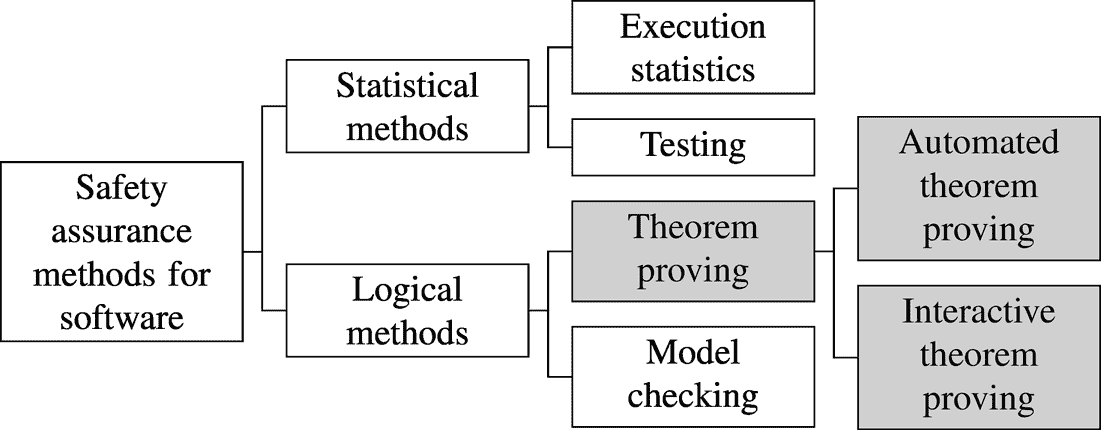 Safety
assurance
methods for
software
Statistical
methods
Logical
methods
Execution
statistics
Testing
Theorem
proving
Model
checking
Automated
theorem
proving
Interactive
theorem
proving